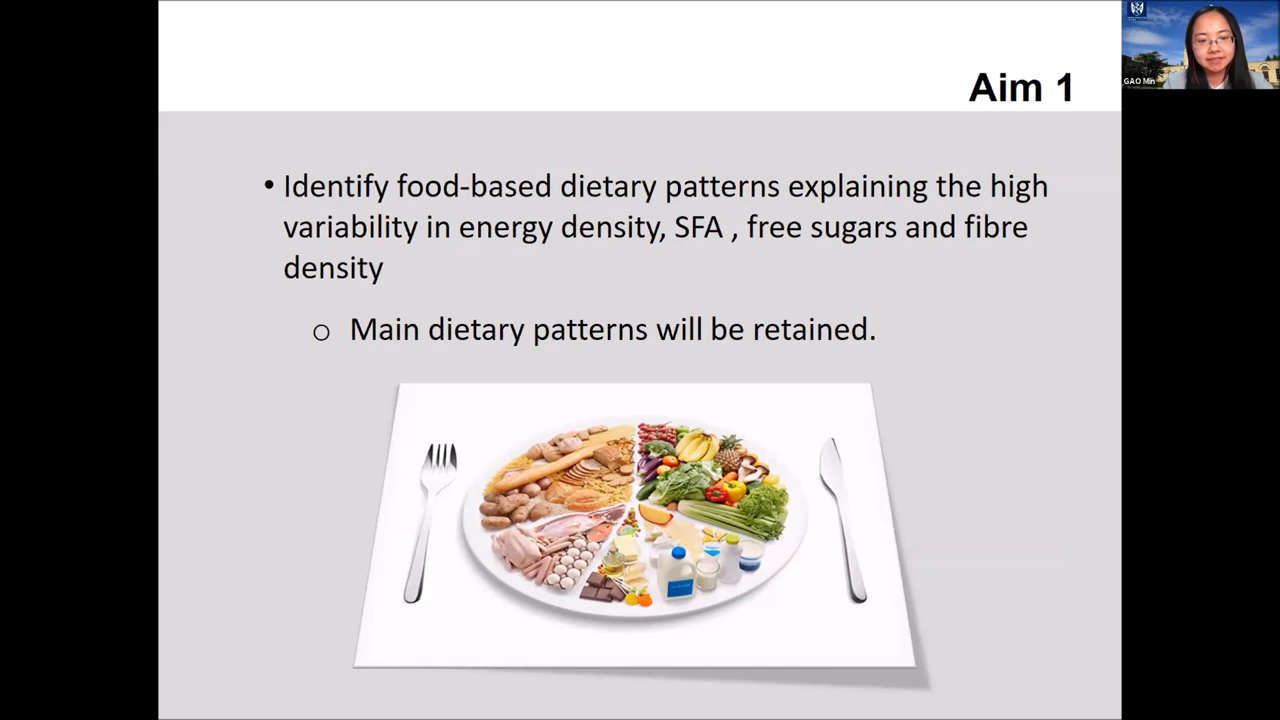 Aim 1
• Identify food-based dietary patterns explaining the high
variability in energy density, SFA , free sugars and fibre
density
o Main dietary patterns will be retained.
GAO Min